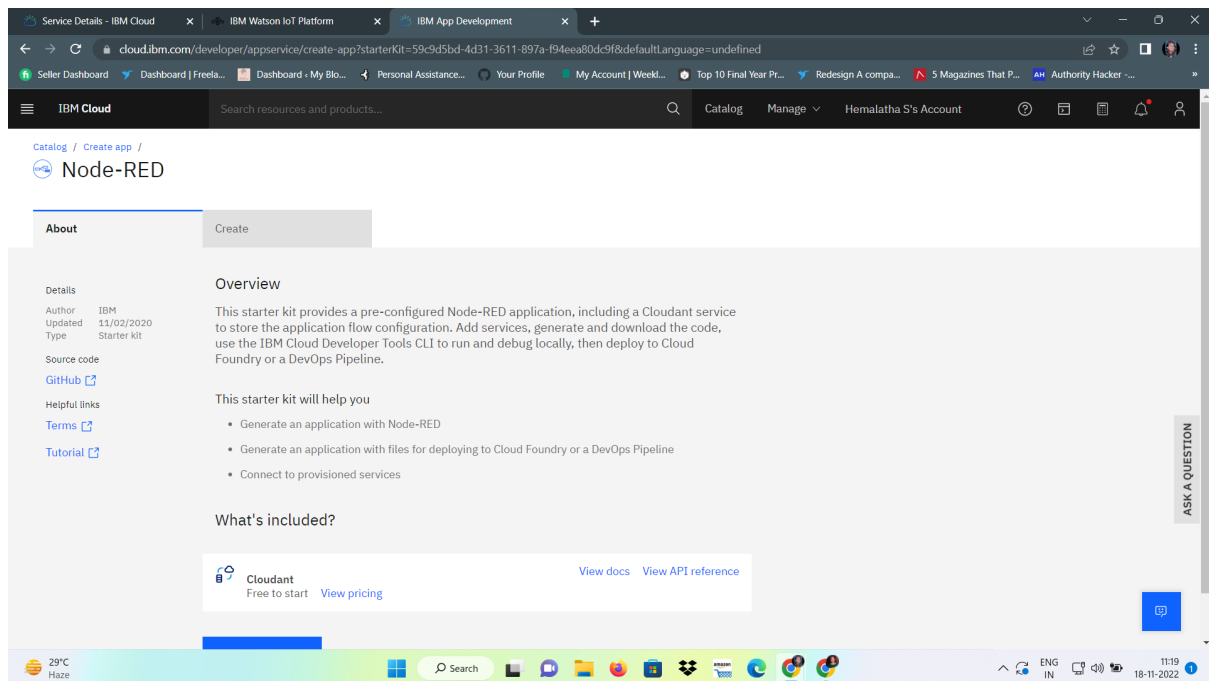 Service Details - IBM Cloud
IBM Watson IoT Platform
IBM App Development
cloud.ibm.com/developer/appservice/create-app?starterKit=59c9d5bd-4d31-3611-897a-f94eea80dc9f&defaultLanguage=undefined
Seller Dashboard
Dashboard | Freela...
Dashboard ‹ My Blo...
Personal Assistance...
Your Profile
My Account | Weekl...
Top 10 Final Year Pr...
Redesign A compa...
5 Magazines That P...
AH Authority Hacker -...
»
IBM Cloud
Search resources and products...
Catalog
Manage
Hemalatha S's Account
Catalog / Create app /
Node-RED
About
Create
Details
Author IBM
Updated 11/02/2020
Type Starter kit
Source code
GitHub
Helpful links
Terms
Tutorial
Overview
This starter kit provides a pre-configured Node-RED application, including a Cloudant service
to store the application flow configuration. Add services, generate and download the code,
use the IBM Cloud Developer Tools CLI to run and debug locally, then deploy to Cloud
Foundry or a DevOps Pipeline.
This starter kit will help you
• Generate an application with Node-RED
• Generate an application with files for deploying to Cloud Foundry or a DevOps Pipeline
• Connect to provisioned services
What's included?
Cloudant
Free to start View pricing
View docs View API reference
ASK A QUESTION
29°C
Haze
Search
amazon
ENG
IN
11:19
18-11-2022
1